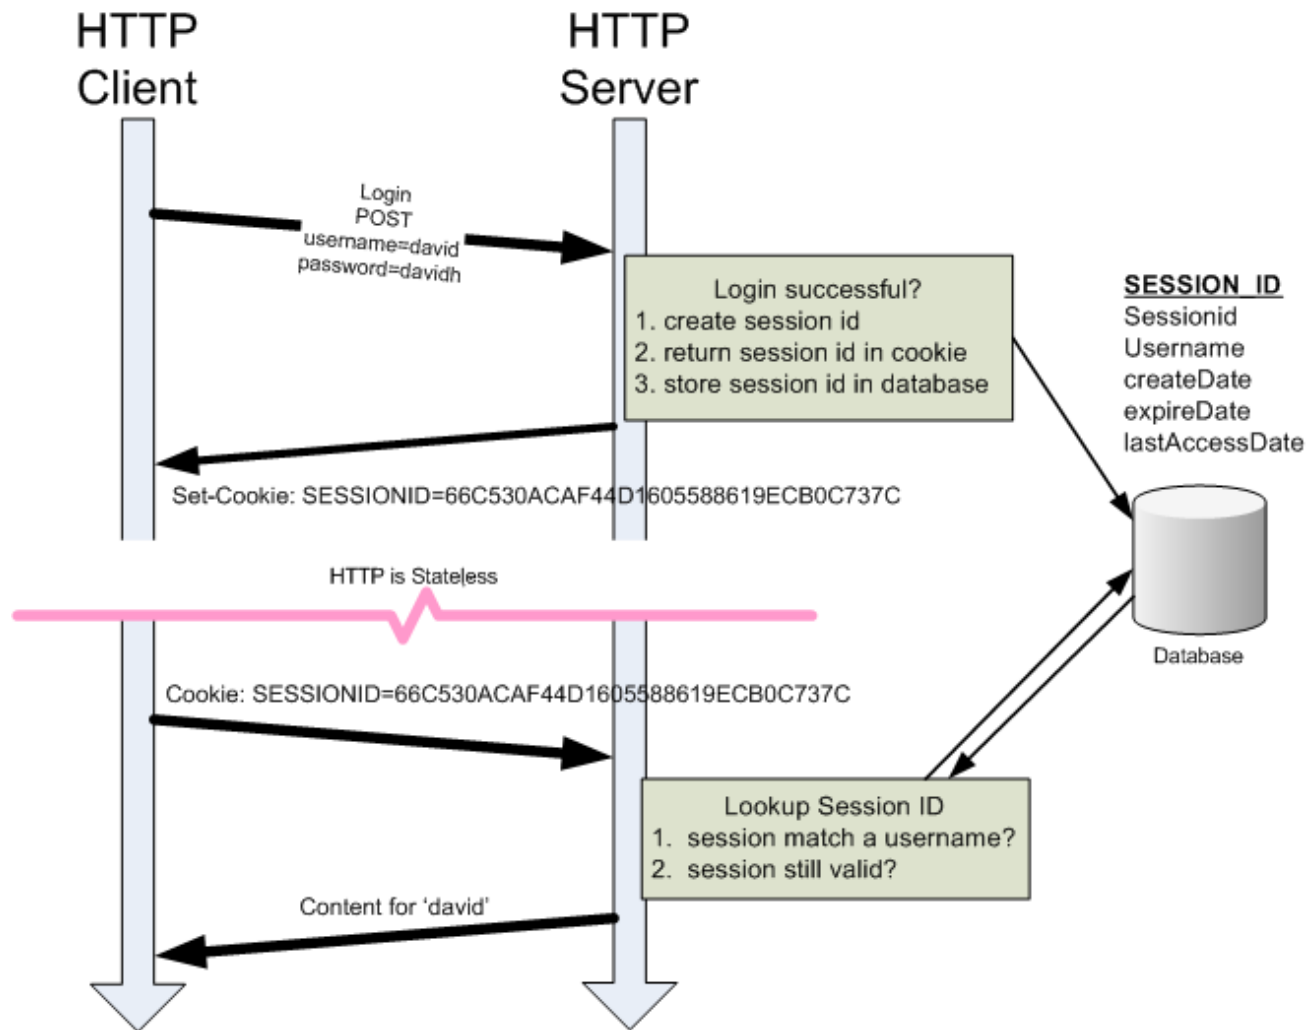 HTTP
Client
HTTP
Server
Login
POST
username=david
password=davidh
Login successful?
1. create session id
2. return session id in cookie
3. store session id in database
SESSION_ID
Sessionid
Username
createDate
expireDate
lastAccessDate
Set-Cookie: SESSIONID=66C530ACAF44D1605588619ECB0C737C
HTTP is Stateless
Database
Cookie: SESSIONID=66C530ACAF44D1605588619ECB0C737C
Lookup Session ID
1. session match a username?
2. session still valid?
Content for ‘david’